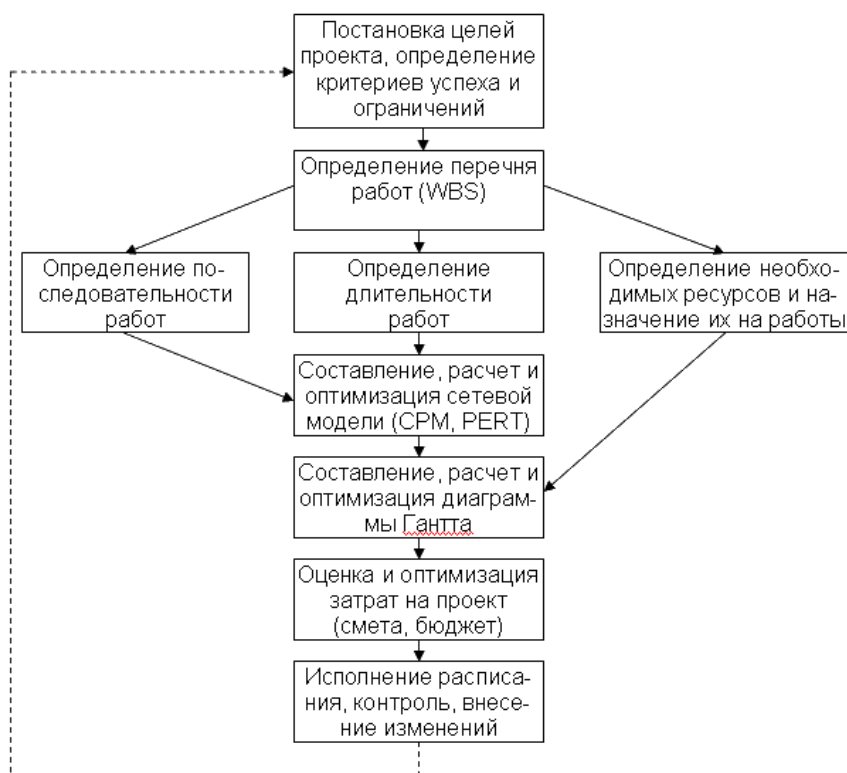 Постановка целей
проекта, определение
критериев успеха и
ограничений
Определение перечня
работ (WBS)
Определение по-
следовательности
работ
Определение
длительности
работ
Определение необхо-
димых ресурсов и на-
значение их на работы
Составление, расчет и
оптимизация сетевой
модели (CPM, PERT)
Составление, расчет и
оптимизация диаграм-
мы Гантта
Оценка и оптимизация
затрат на проект
(смета, бюджет)
Исполнение расписа-
ния, контроль, внесе-
ние изменений